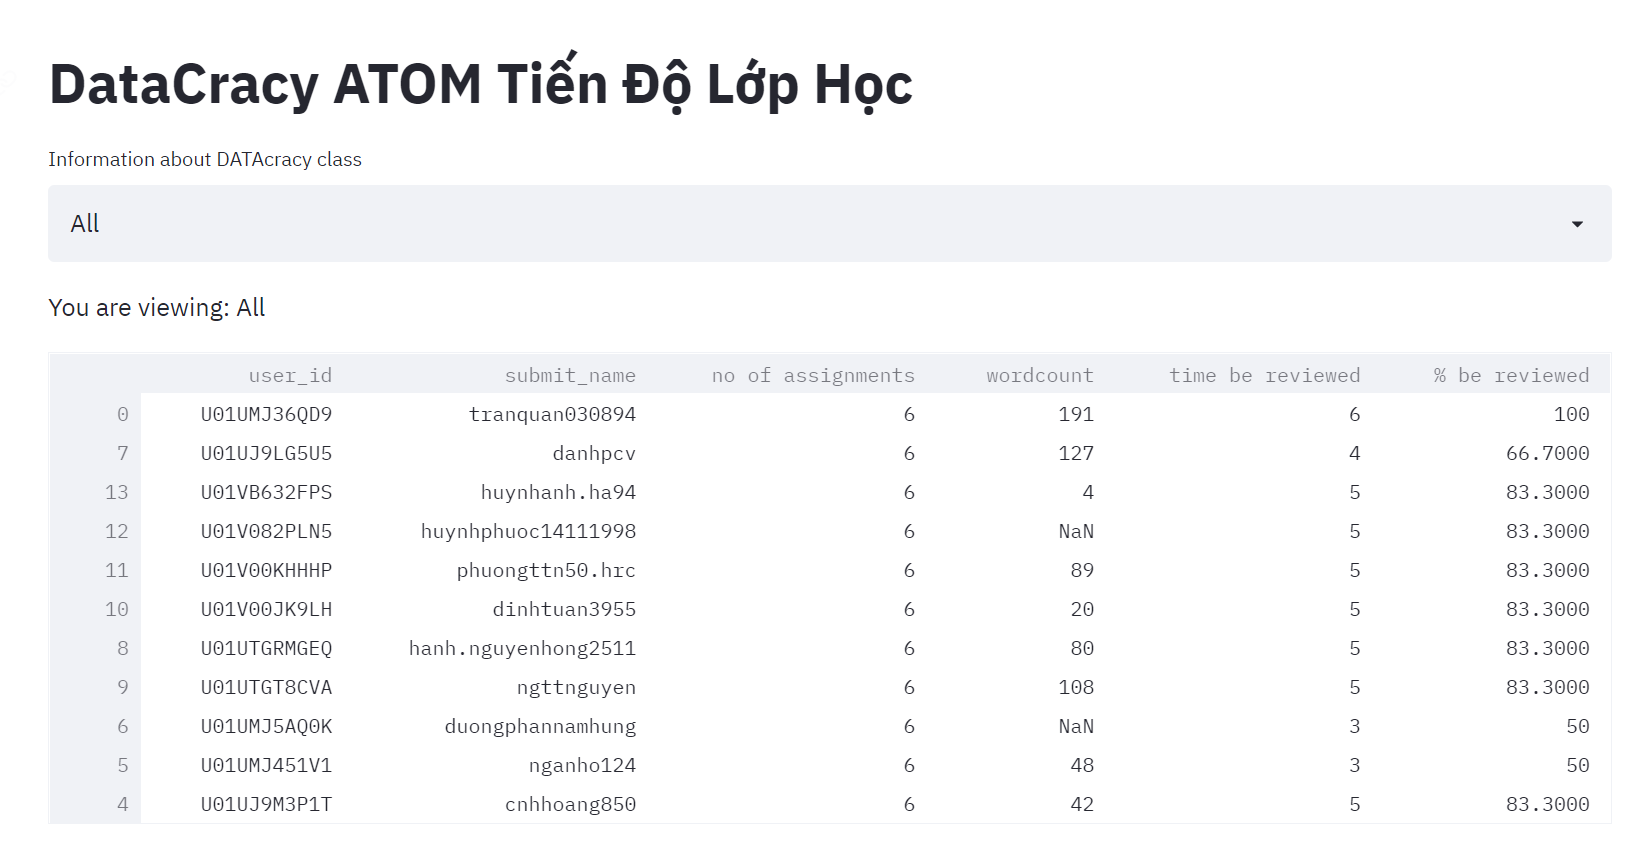 DataCracy ATOM Tiến Độ Lớp Học
Information about DATAcracy class
All
You are viewing: All
user_id submit_name no of assignments wordcount time be reviewed % be reviewed
0 U01UMJ36QD9 tranquan030894 6 191 6 100
7 U01UJ9LG5U5 danhpcv 6 127 4 66.7000
13 U01VB632FPS huynhanh.ha94 6 4 5 83.3000
12 U01V082PLN5 huynhphuoc14111998 6 NaN 5 83.3000
11 U01V00KHHHP phuongttn50.hrc 6 89 5 83.3000
10 U01V00JK9LH dinhtuan3955 6 20 5 83.3000
8 U01UTGRMGEQ hanh.nguyenhong2511 6 80 5 83.3000
9 U01UTGT8CVA ngttnguyen 6 108 5 83.3000
6 U01UMJ5AQ0K duongphannamhung 6 NaN 3 50
5 U01UMJ451V1 nganho124 6 48 3 50
4 U01UJ9M3P1T cnhhoang850 6 42 5 83.3000